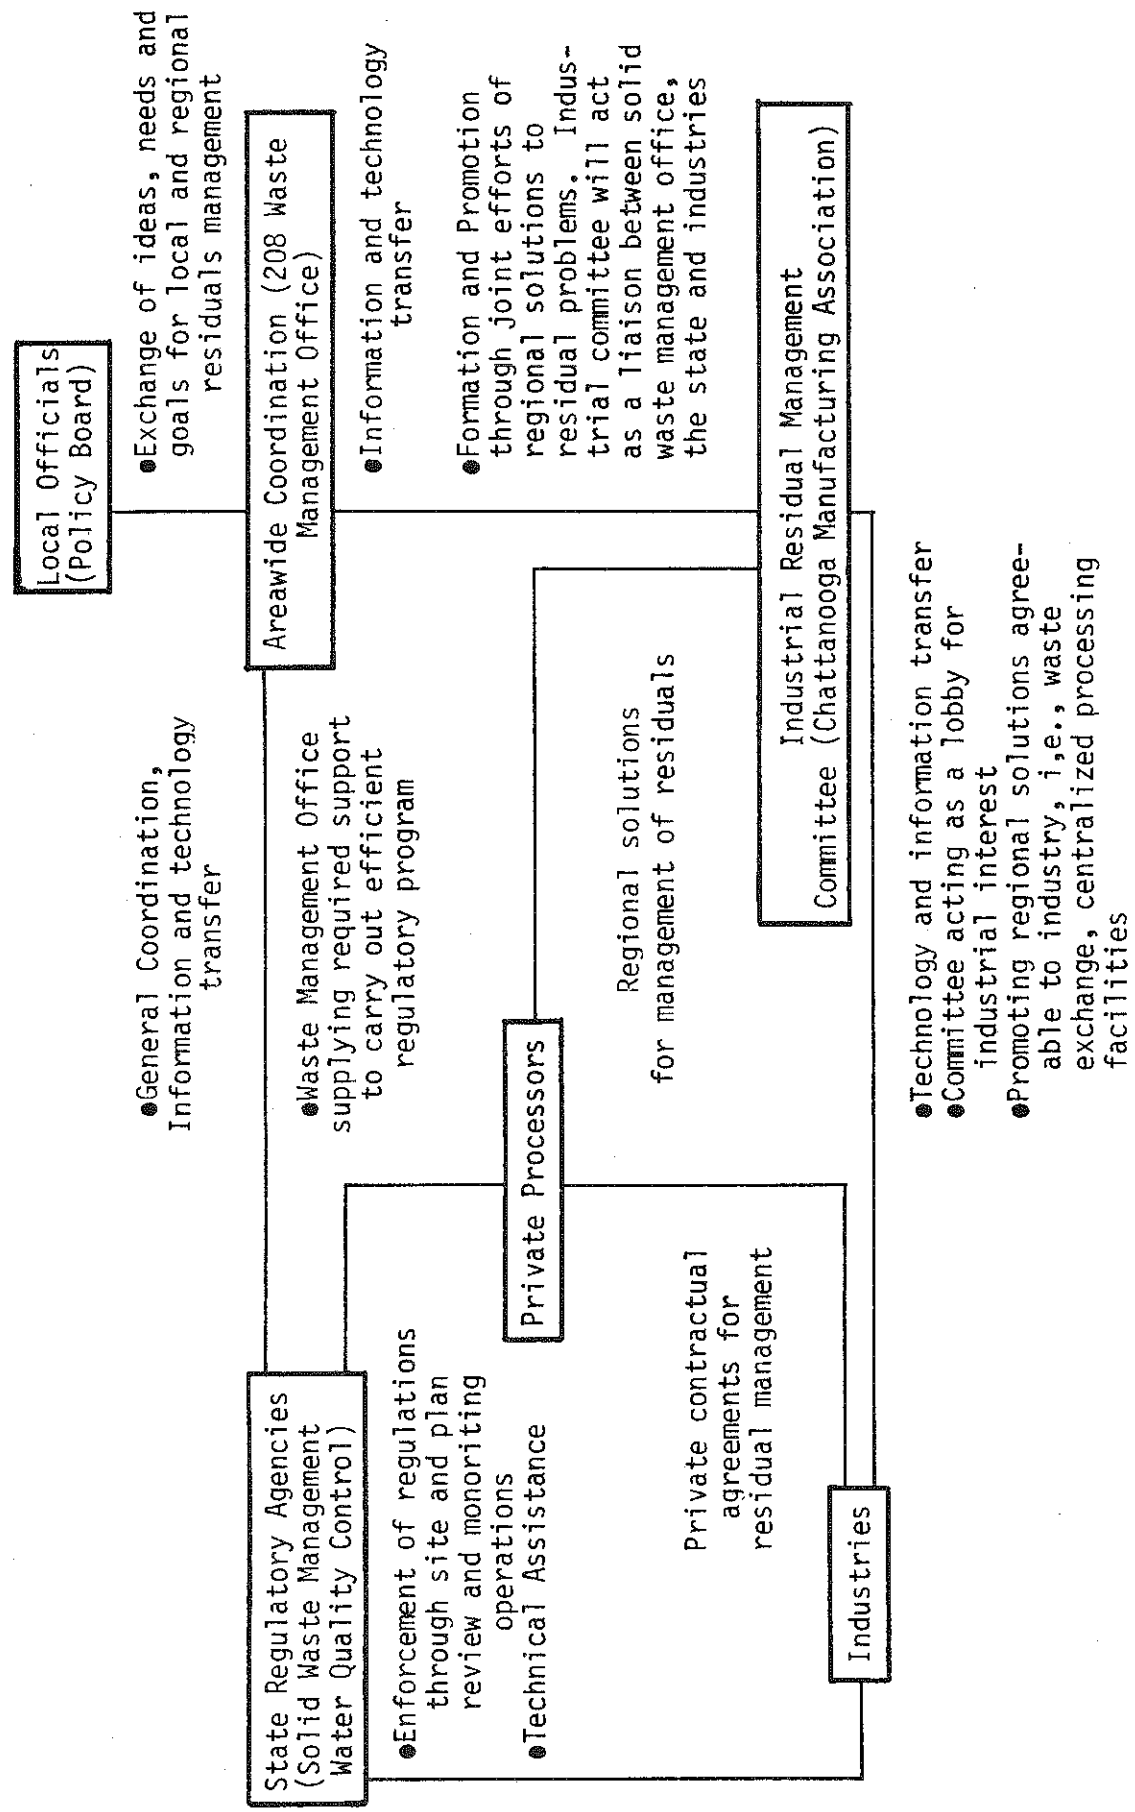 Local Officials
(Policy Board)
●Exchange of ideas, needs and
goals for local and regional
residuals management
●General Coordination,
Information and technology
transfer
State Regulatory Agencies
(Solid Waste Management
Water Quality Control)
Areawide Coordination (208 Waste
Management Office)
●Waste Management Office
supplying required support
to carry out efficient
regulatory program
●Information and technology
transfer
●Enforcement of regulations
through site and plan
review and monoriting
operations
●Technical Assistance
Private Processors
●Formation and Promotion
through joint efforts of
regional solutions to
residual problems. Indus-
trial committee will act
as a liaison between solid
waste management office,
the state and industries
Regional solutions
for management of residuals
Private contractual
agreements for
residual management
Industries
Industrial Residual Management
Committee (Chattanooga Manufacturing Association)
●Technology and information transfer
●Committee acting as a lobby for
industrial interest
●Promoting regional solutions agree-
able to industry, i,e., waste
exchange, centralized processing
facilities